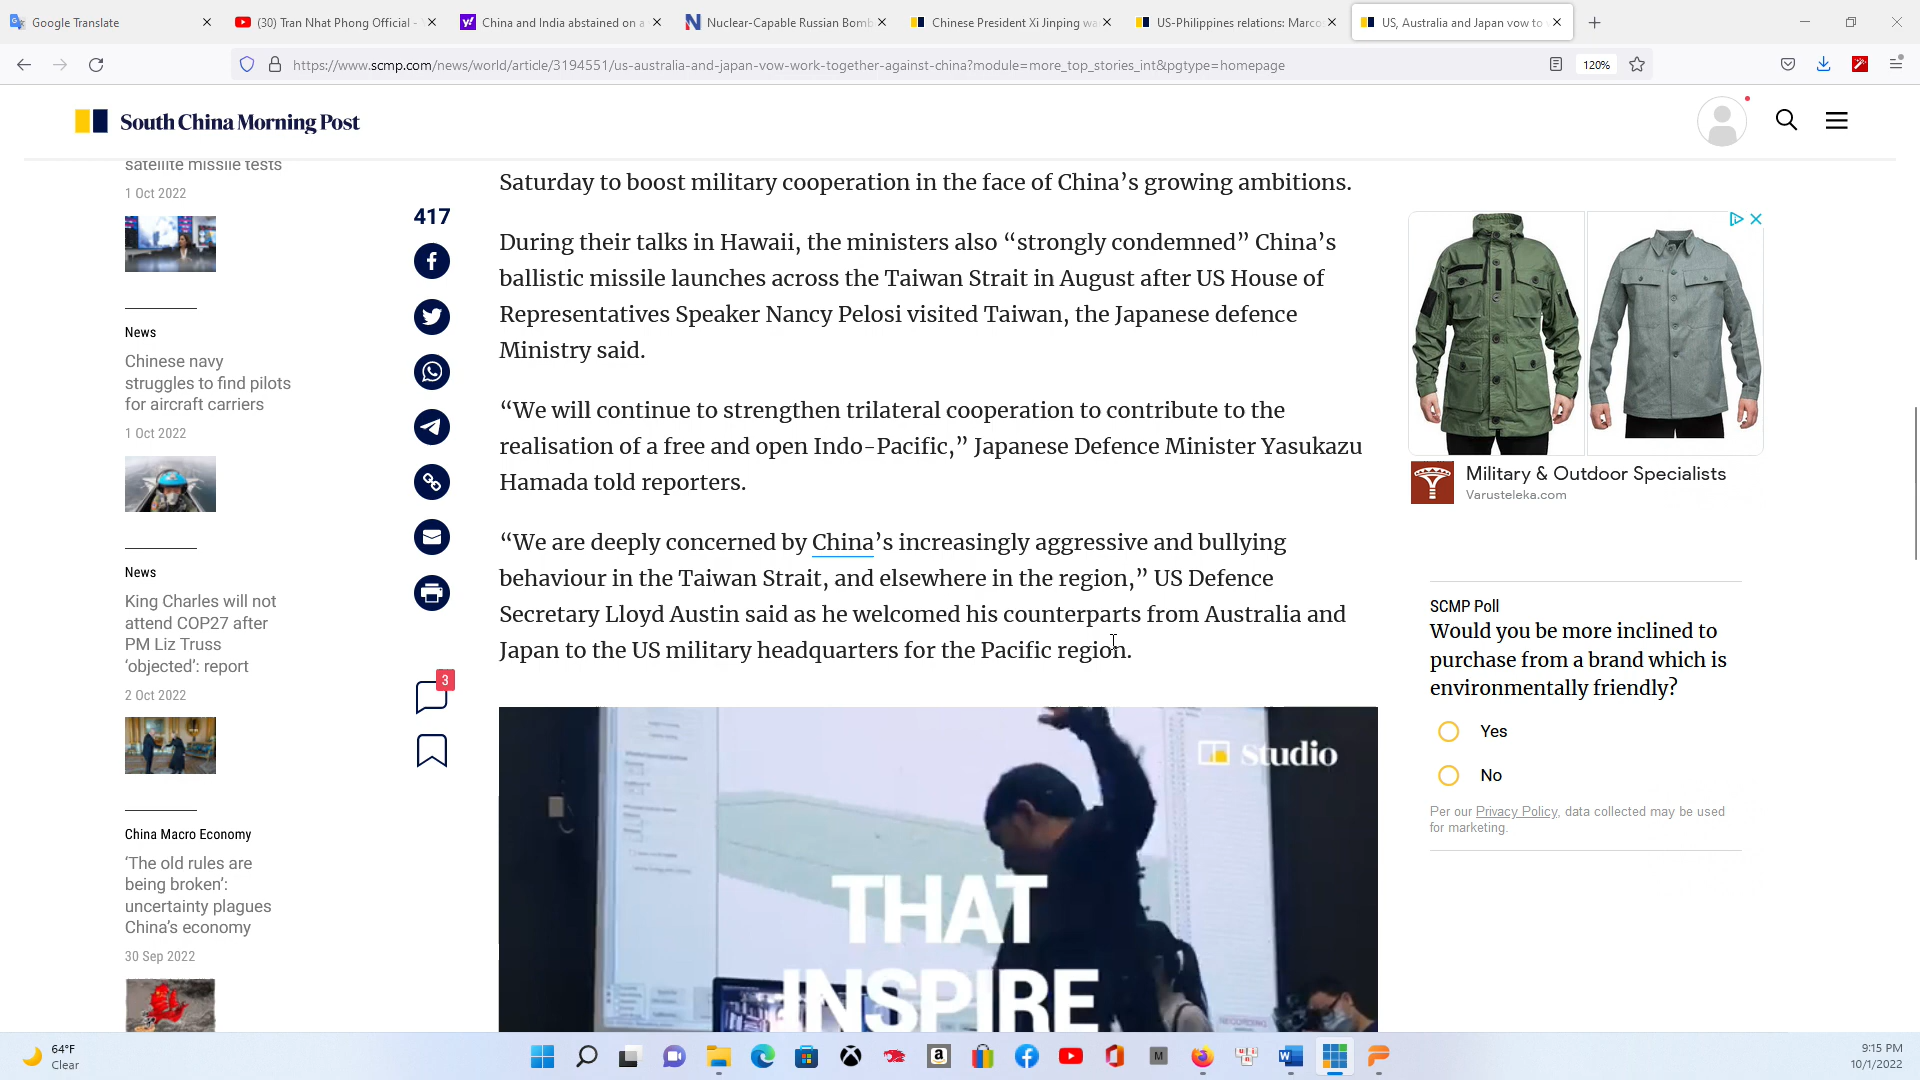 Google Translate
(30) Tran Nhat Phong Official -
China and India abstained on a
Nuclear-Capable Russian Bomb
Chinese President Xi Jinping wa
US-Philippines relations: Marco
US, Australia and Japan vow to
https://www.scmp.com/news/world/article/3194551/us-australia-and-japan-vow-work-together-against-china?module=more_top_stories_int&pgtype=homepage
120%
South China Morning Post
satellite missile tests
1 Oct 2022
News
Chinese navy
struggles to find pilots
for aircraft carriers
1 Oct 2022
News
King Charles will not
attend COP27 after
PM Liz Truss
‘objected’: report
2 Oct 2022
China Macro Economy
‘The old rules are
being broken’:
uncertainty plagues
China’s economy
30 Sep 2022
417
3
Saturday to boost military cooperation in the face of China’s growing ambitions.
During their talks in Hawaii, the ministers also “strongly condemned” China’s
ballistic missile launches across the Taiwan Strait in August after US House of
Representatives Speaker Nancy Pelosi visited Taiwan, the Japanese defence
Ministry said.
“We will continue to strengthen trilateral cooperation to contribute to the
realisation of a free and open Indo-Pacific,” Japanese Defence Minister Yasukazu
Hamada told reporters.
“We are deeply concerned by China’s increasingly aggressive and bullying
behaviour in the Taiwan Strait, and elsewhere in the region,” US Defence
Secretary Lloyd Austin said as he welcomed his counterparts from Australia and
Japan to the US military headquarters for the Pacific region.
Studio
THAT
INSPIRE
Military & Outdoor Specialists
Varusteleka.com
SCMP Poll
Would you be more inclined to
purchase from a brand which is
environmentally friendly?
Yes
No
Per our Privacy Policy, data collected may be used
for marketing.
64°F
Clear
9:15 PM
10/1/2022